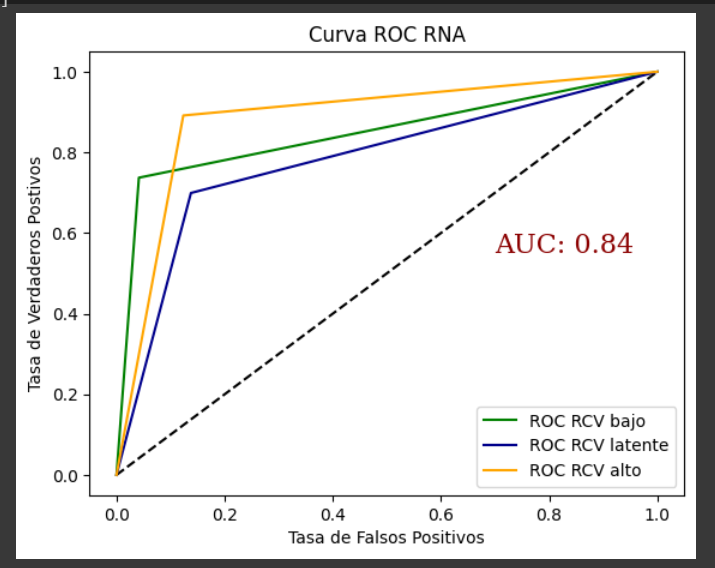 ]
Curva ROC RNA
1.0
0.8
0.6
0.4
0.2
0.0
Tasa de Verdaderos Postivos
AUC: 0.84
ROC RCV bajo
ROC RCV latente
ROC RCV alto
0.0 0.2 0.4 0.6 0.8 1.0
Tasa de Falsos Positivos